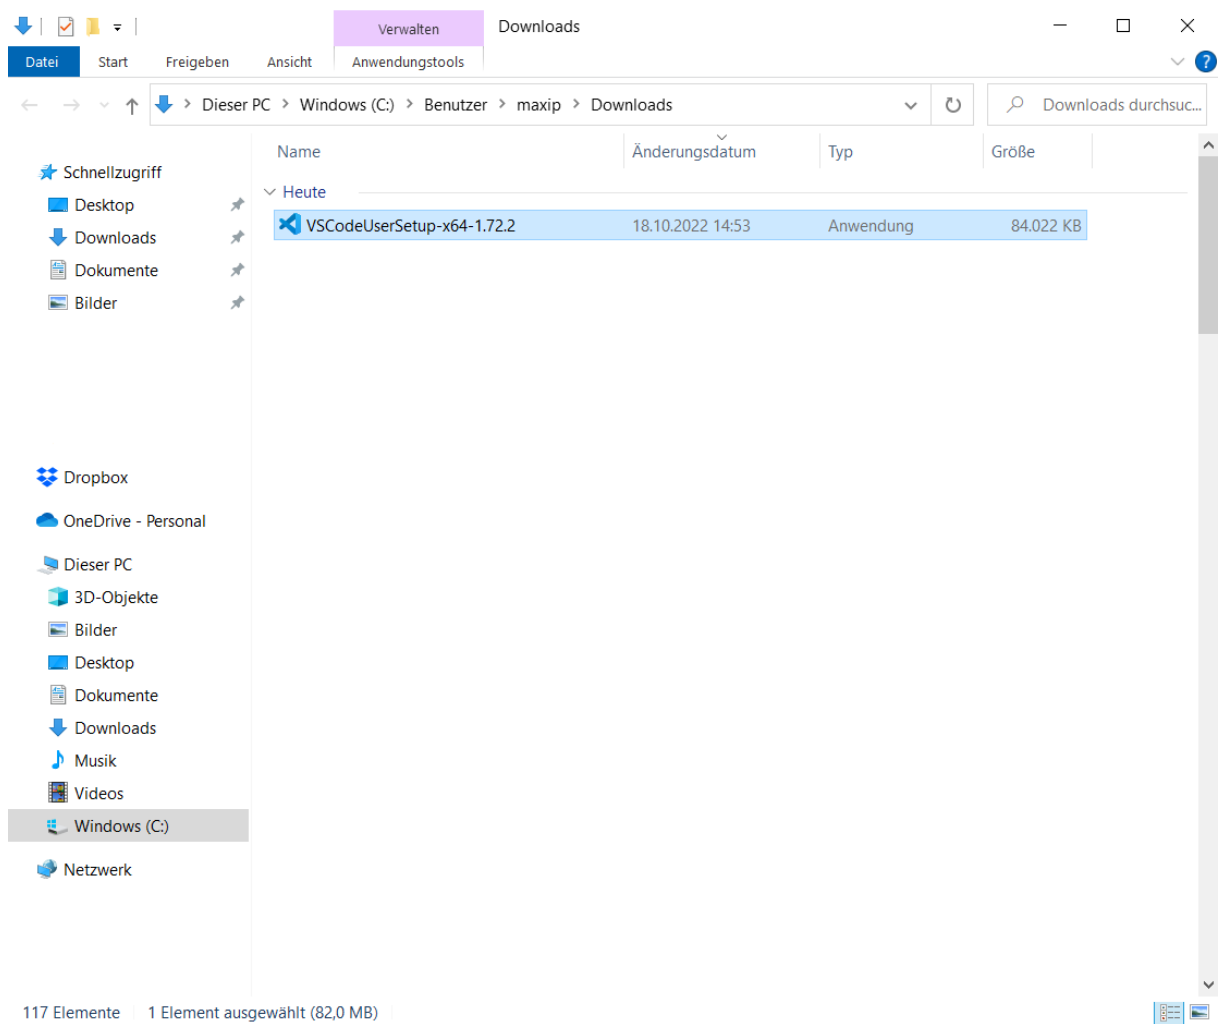 Verwalten Downloads
Datei Start Freigeben Ansicht Anwendungstools ?
Dieser PC > Windows (C:) > Benutzer > maxip > Downloads Downloads durchsuc...
Name Änderungsdatum Typ Größe
Schnellzugriff
Desktop
Downloads
Dokumente
Bilder
Dropbox
OneDrive - Personal
Dieser PC
3D-Objekte
Bilder
Desktop
Dokumente
Downloads
Musik
Videos
Windows (C:)
Netzwerk
Heute
VSCodeUserSetup-x64-1.72.2 18.10.2022 14:53 Anwendung 84.022 KB
117 Elemente 1 Element ausgewählt (82,0 MB)